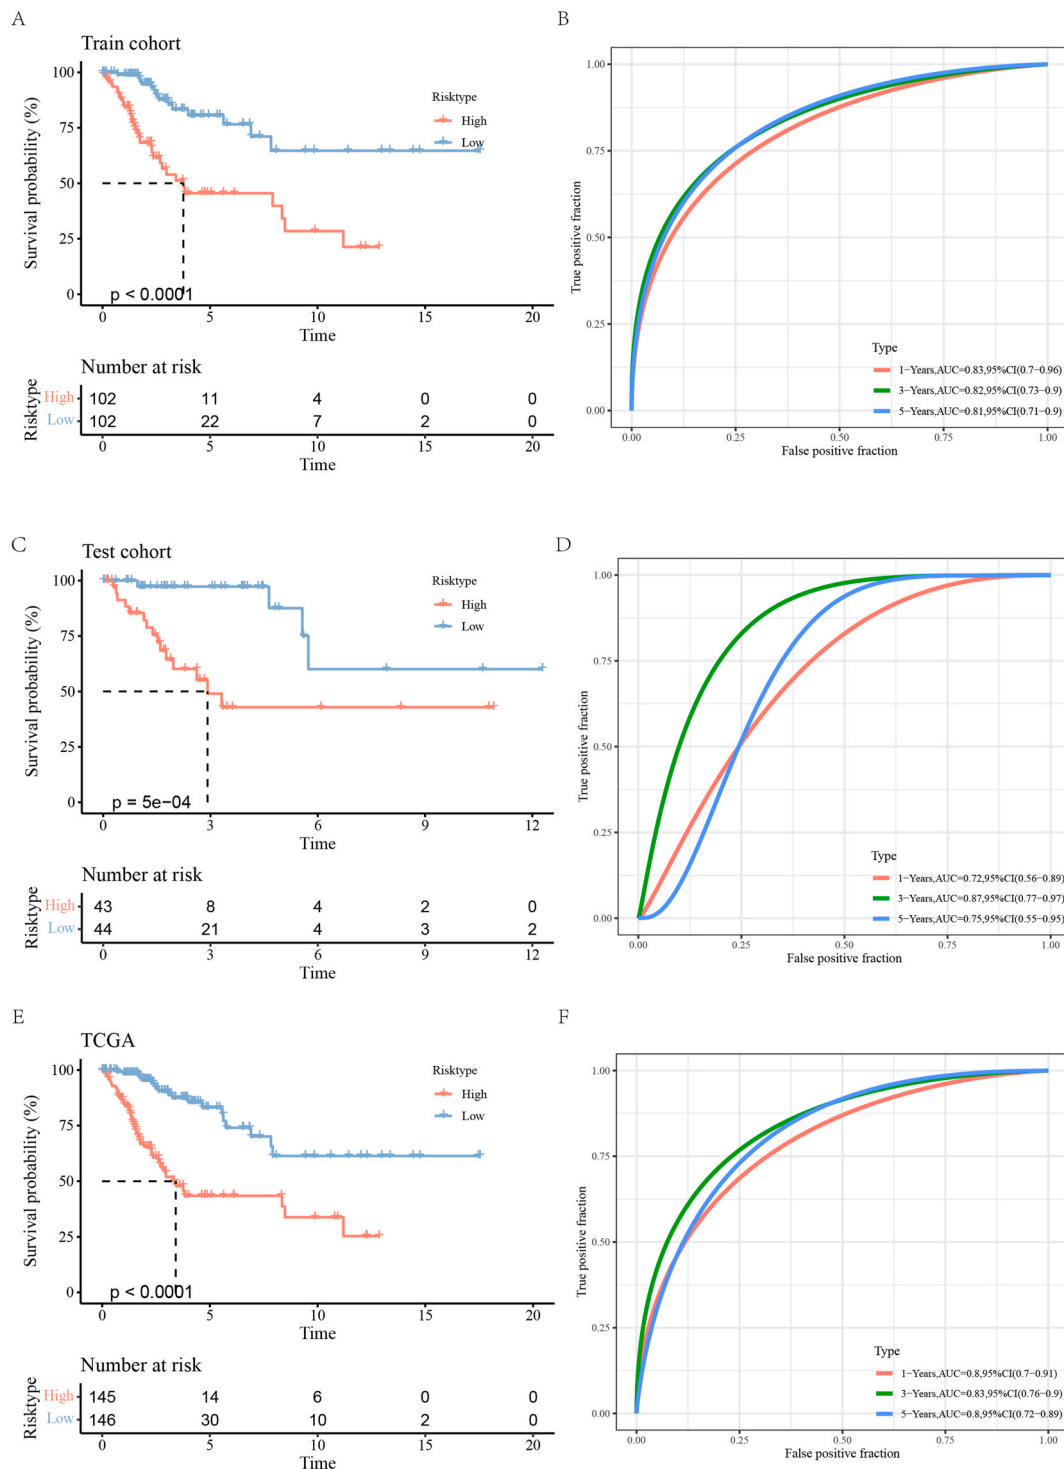 A
Train cohort
Survival probability (%)
100
75
50
25
0
Risktype
High
Low
p < 0.0001
0 5 10 15 20
Time
Number at risk
Risktype
High 102 11 4 0 0
Low 102 22 7 2 0
0 5 10 15 20
Time
B
True positive fraction
1.00
0.75
0.50
0.25
0.00
Type
1-Years,AUC=0.83,95%CI(0.7-0.96)
3-Years,AUC=0.82,95%CI(0.73-0.9)
5-Years,AUC=0.81,95%CI(0.71-0.9)
0.00 0.25 0.50 0.75 1.00
False positive fraction
C
Test cohort
Survival probability (%)
100
75
50
25
0
Risktype
High
Low
p = 5e-04
0 3 6 9 12
Time
Number at risk
Risktype
High 43 8 4 2 0
Low 44 21 4 3 2
0 3 6 9 12
Time
D
True positive fraction
1.00
0.75
0.50
0.25
0.00
Type
1-Years,AUC=0.72,95%CI(0.56-0.89)
3-Years,AUC=0.87,95%CI(0.77-0.97)
5-Years,AUC=0.75,95%CI(0.55-0.95)
0.00 0.25 0.50 0.75 1.00
False positive fraction
E
TCGA
Survival probability (%)
100
75
50
25
0
Risktype
High
Low
p < 0.0001
0 5 10 15 20
Time
Number at risk
Risktype
High 145 14 6 0 0
Low 146 30 10 2 0
0 5 10 15 20
Time
F
True positive fraction
1.00
0.75
0.50
0.25
0.00
Type
1-Years,AUC=0.8,95%CI(0.7-0.91)
3-Years,AUC=0.83,95%CI(0.76-0.9)
5-Years,AUC=0.8,95%CI(0.72-0.89)
0.00 0.25 0.50 0.75 1.00
False positive fraction